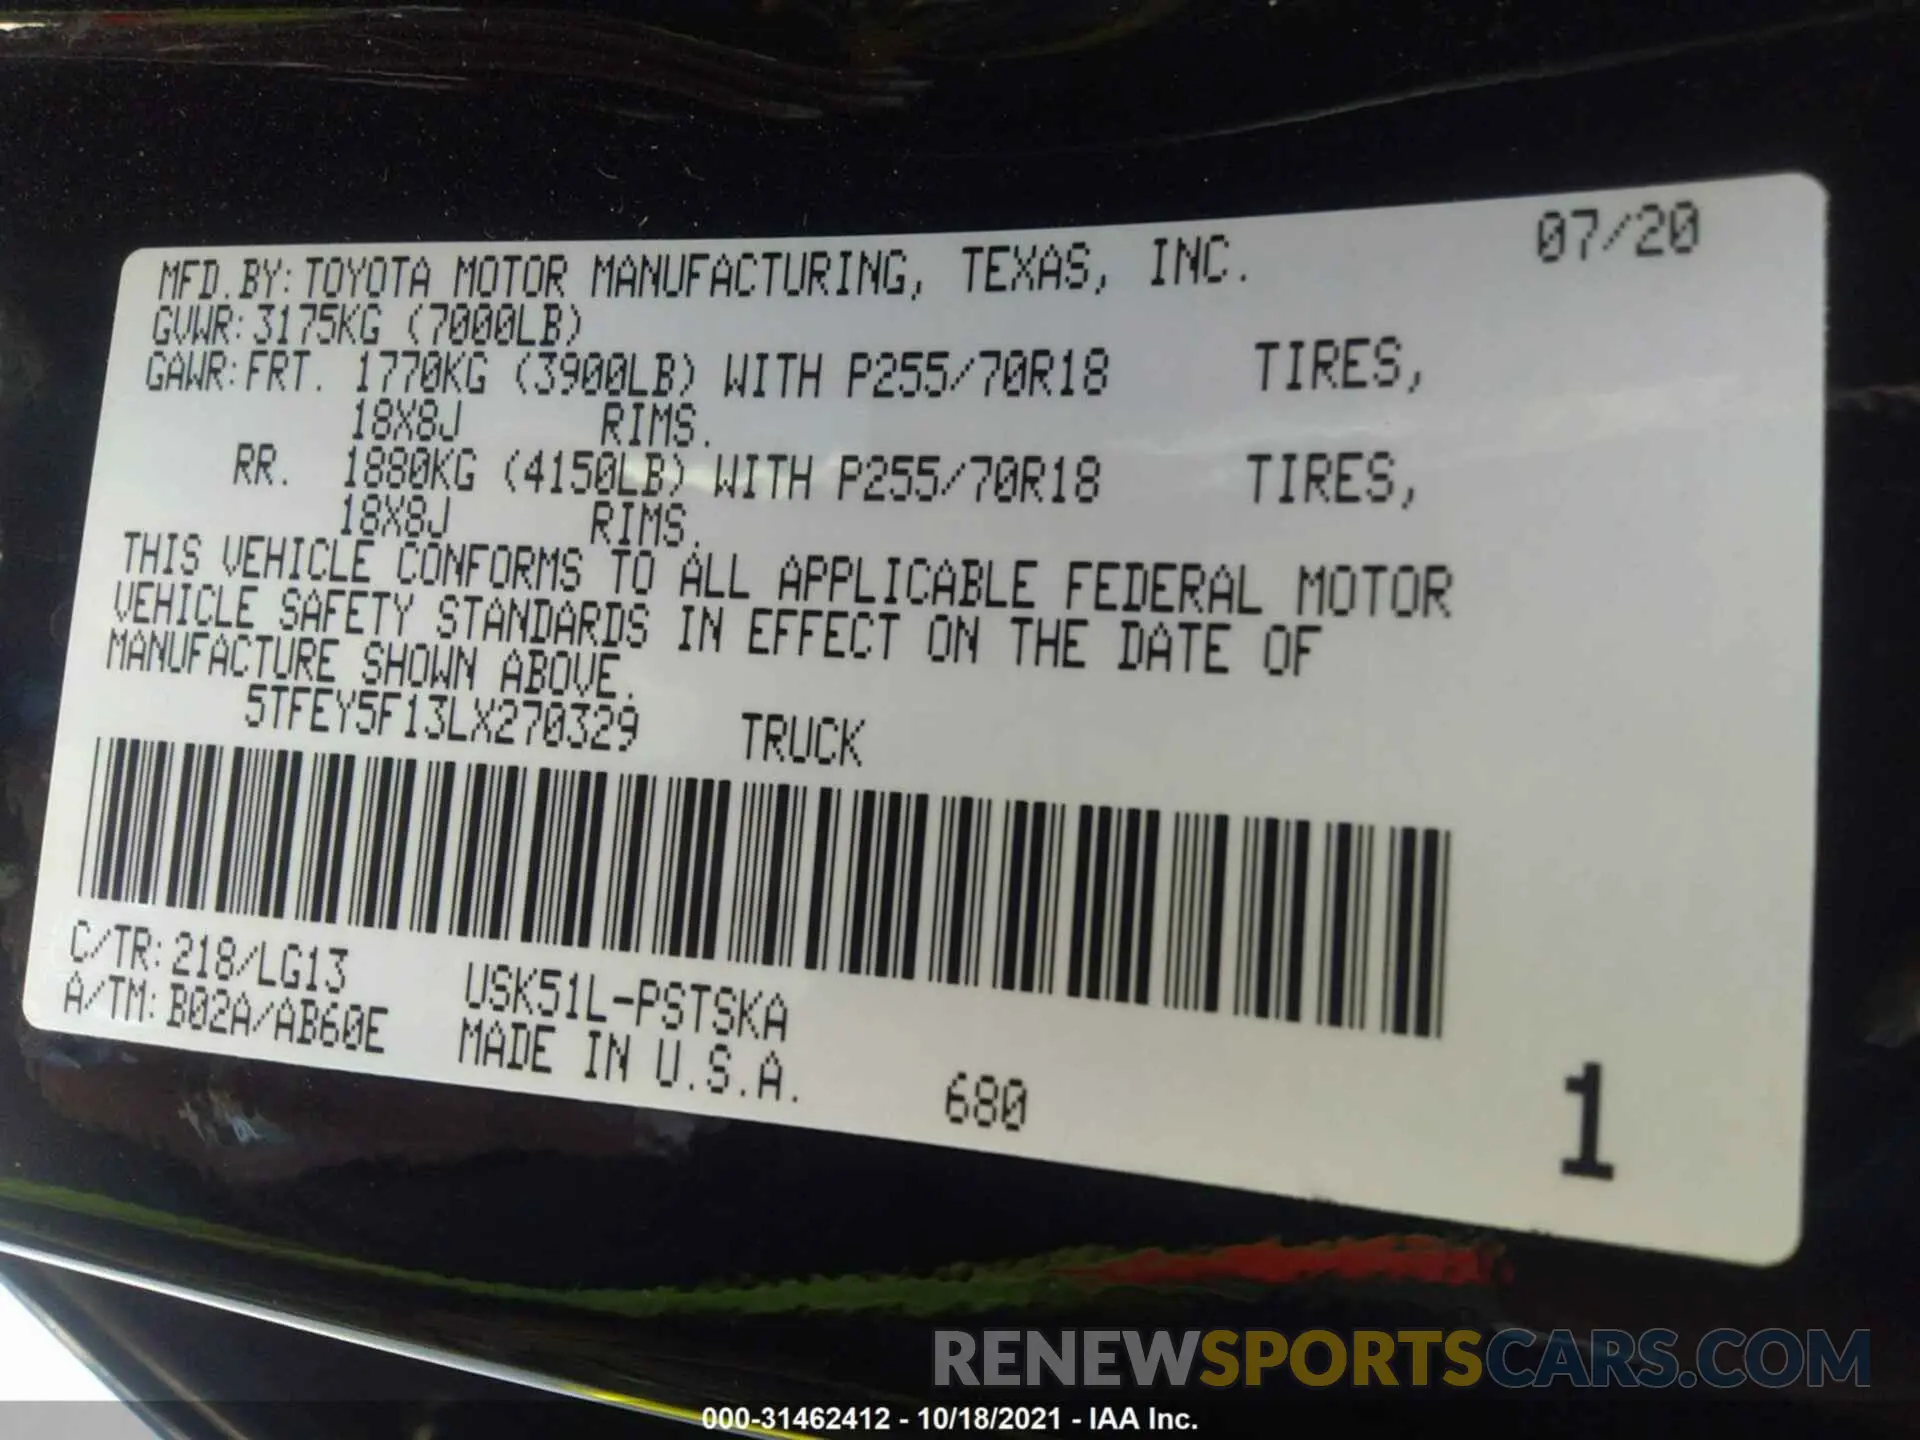 07/20
MFD.BY:TOYOTA MOTOR MANUFACTURING, TEXAS, INC.
GVWR:3175KG (7000LB)
GAWR:FRT. 1770KG (3900LB) WITH P255/70R18 TIRES,
18X8J RIMS.
RR. 1880KG (4150LB) WITH P255/70R18 TIRES,
18X8J RIMS.
THIS VEHICLE CONFORMS TO ALL APPLICABLE FEDERAL MOTOR
VEHICLE SAFETY STANDARDS IN EFFECT ON THE DATE OF
MANUFACTURE SHOWN ABOVE.
5TFEY5F13LX270329 TRUCK
C/TR:218/LG13 USK51L-PSTSKA
A/TM:B02A/AB60E MADE IN U.S.A. 680
1
RENEWSPORTSCARS.COM
000-31462412 - 10/18/2021 - IAA Inc.